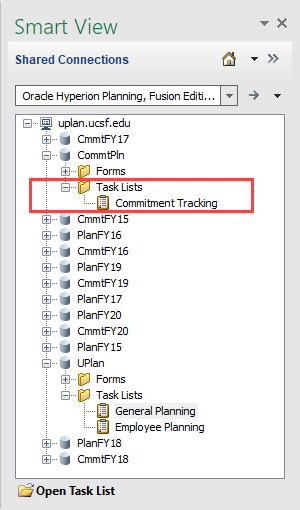 Smart View
Shared Connections
Oracle Hyperion Planning, Fusion Editi...
uplan.ucsf.edu
CmmtFY17
CommtPln
Forms
Task Lists
Commitment Tracking
CmmtFY15
PlanFY16
CmmtFY16
PlanFY19
CmmtFY19
PlanFY17
PlanFY20
CmmtFY20
PlanFY15
UPlan
Forms
Task Lists
General Planning
Employee Planning
PlanFY18
CmmtFY18
Open Task List